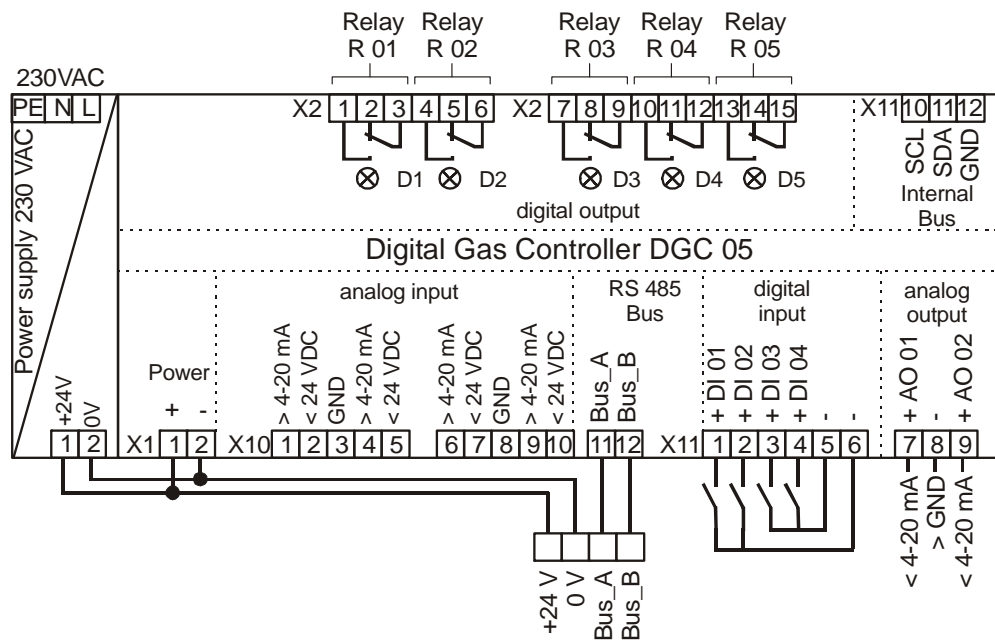 Relay Relay Relay Relay Relay
R 01 R 02 R 03 R 04 R 05
230VAC
PE N L
X2 1 2 3 4 5 6
X2 7 8 9 10 11 12 13 14 15
X11 10 11 12
SCL
SDA
GND
D1 D2 D3 D4 D5
digital output
Internal
Bus
Power supply 230 VAC
Digital Gas Controller DGC 05
analog input
RS 485
Bus
digital
input
analog
output
Power
+ -
+24V
0V
> 4-20 mA
< 24 VDC
GND
> 4-20 mA
< 24 VDC
> 4-20 mA
< 24 VDC
GND
> 4-20 mA
< 24 VDC
Bus_A
Bus_B
+ DI 01
+ DI 02
+ DI 03
+ DI 04
-
-
+ AO 01
-
+ AO 02
1 2 X1 1 2 X10 1 2 3 4 5 6 7 8 9 10 11 12 X11 1 2 3 4 5 6 7 8 9
< 4-20 mA
> GND
< 4-20 mA
+24 V
0 V
Bus_A
Bus_B